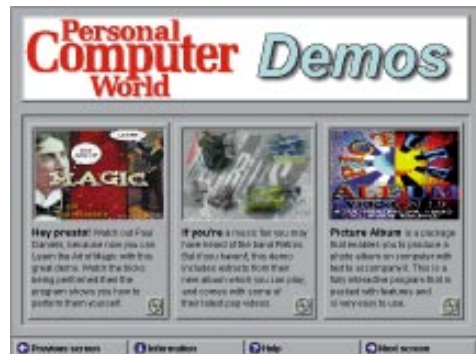 Personal
Computer
World
Demos
MAGIC
ALBUM
Hey presto! Watch out Paul
Daniels, because now you can
Learn the Art of Magic with this
great demo. Watch the tricks
being performed then the
program shows you how to
perform them yourself.
If you're a music fan you may
have heard of the band
But if you haven't, this demo
includes extracts from their
new album which you can play,
and comes with some of
their latest pop videos.
Picture Album is a package
that enables you to produce a
photo album on computer with
text to accompany it. This is a
fully interactive program that is
packed with features and
is very easy to use.
Previous screen
Information
Help
Next screen